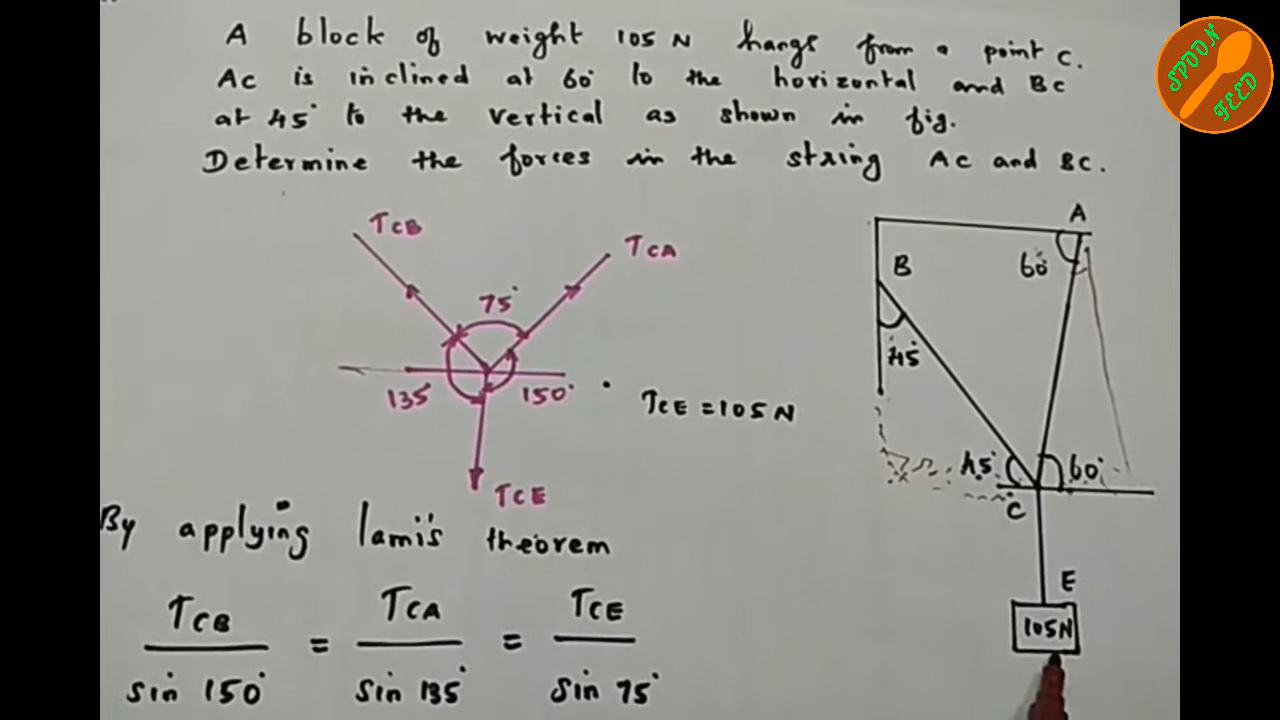 A block of weight 105 N hangs from a point C.
AC is inclined at 60° to the horizontal and BC
at 45° to the vertical as shown in fig.
Determine the forces in the string AC and BC.
SPOON
FEED
TCB
TCA
75°
135°
150°
TCE = 105 N
TCE
A
60°
B
45°
45°
60°
C
E
105N
By applying lami's theorem
TCB / sin 150° = TCA / sin 135° = TCE / sin 75°